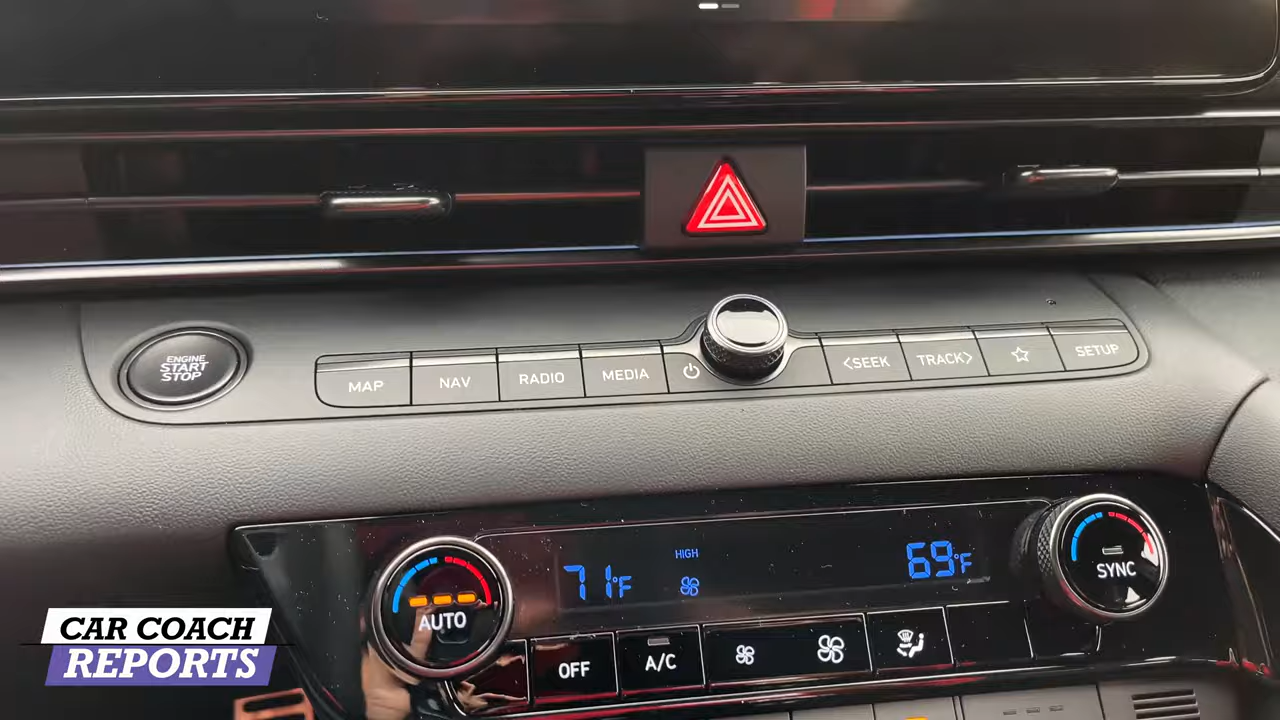 ENGINE
START
STOP
MAP
NAV
RADIO
MEDIA
<SEEK
TRACK>
SETUP
HIGH
71°F
69°F
AUTO
SYNC
OFF
A/C
CAR COACH
REPORTS